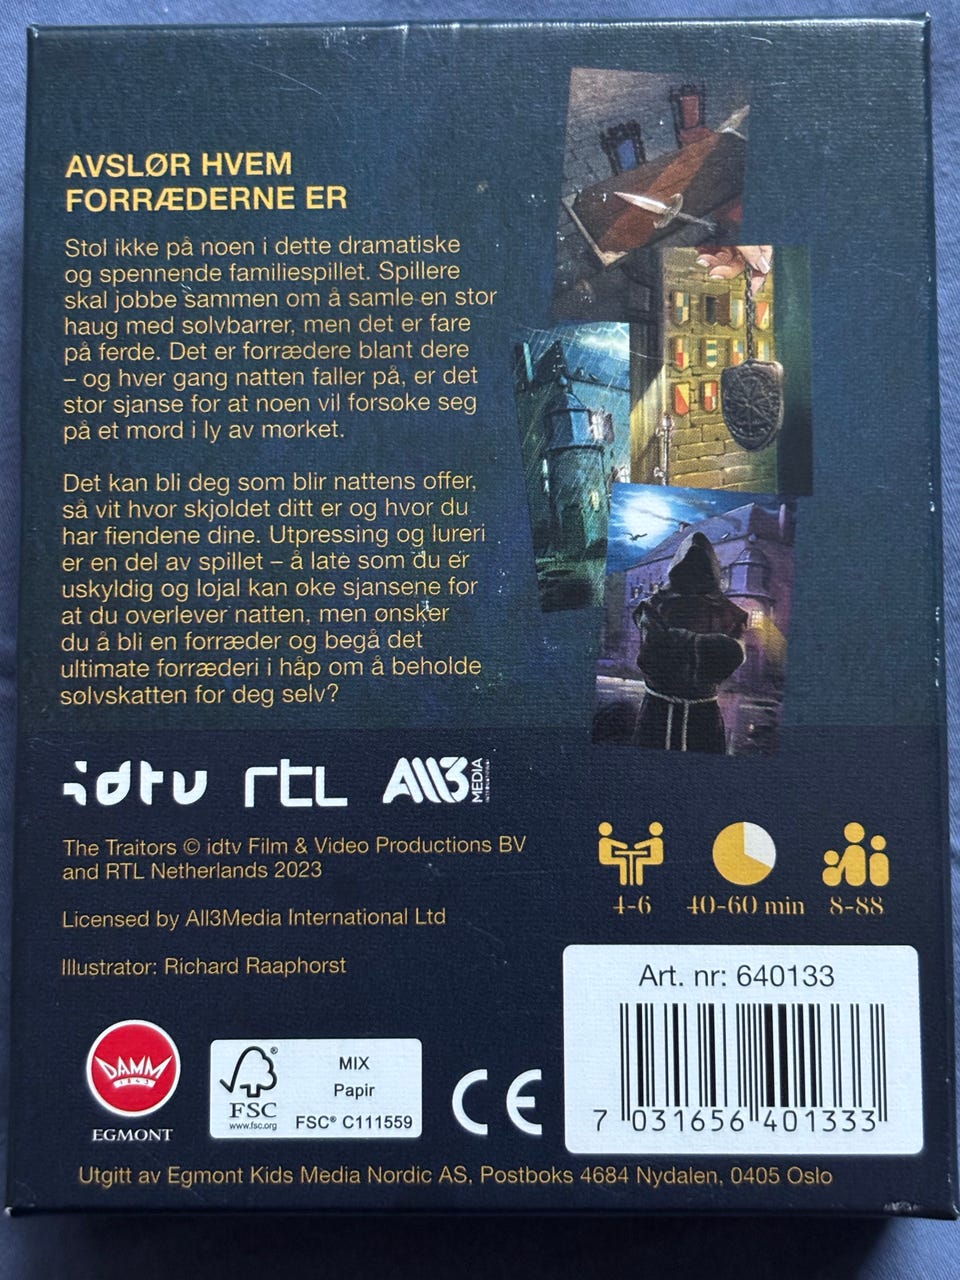 AVSLØR HVEM
FORRÆDERNE ER
Stol ikke på noen i dette dramatiske
og spennende familiespillet. Spillere
skal jobbe sammen om å samle en stor
haug med sølvbarrer, men det er fare
på ferde. Det er forrædere blant dere
– og hver gang natten faller på, er det
stor sjanse for at noen vil forsøke seg
på et mord i ly av mørket.
Det kan bli deg som blir nattens offer,
så vit hvor skjoldet ditt er og hvor du
har fiendene dine. Utpressing og lureri
er en del av spillet – å late som du er
uskyldig og lojal kan øke sjansene for
at du overlever natten, men ønsker
du å bli en forræder og begå det
ultimate forræderi i håp om å beholde
sølvskatten for deg selv?
idtv rtl All3 MEDIA INTERNATIONAL
The Traitors © idtv Film & Video Productions BV
and RTL Netherlands 2023
Licensed by All3Media International Ltd
Illustrator: Richard Raaphorst
4-6 40-60 min 8-88
Art. nr: 640133
7 031656 401333
DAMM
1843
EGMONT
FSC®
www.fsc.org
MIX
Papir
FSC® C111559
CE
Utgitt av Egmont Kids Media Nordic AS, Postboks 4684 Nydalen, 0405 Oslo